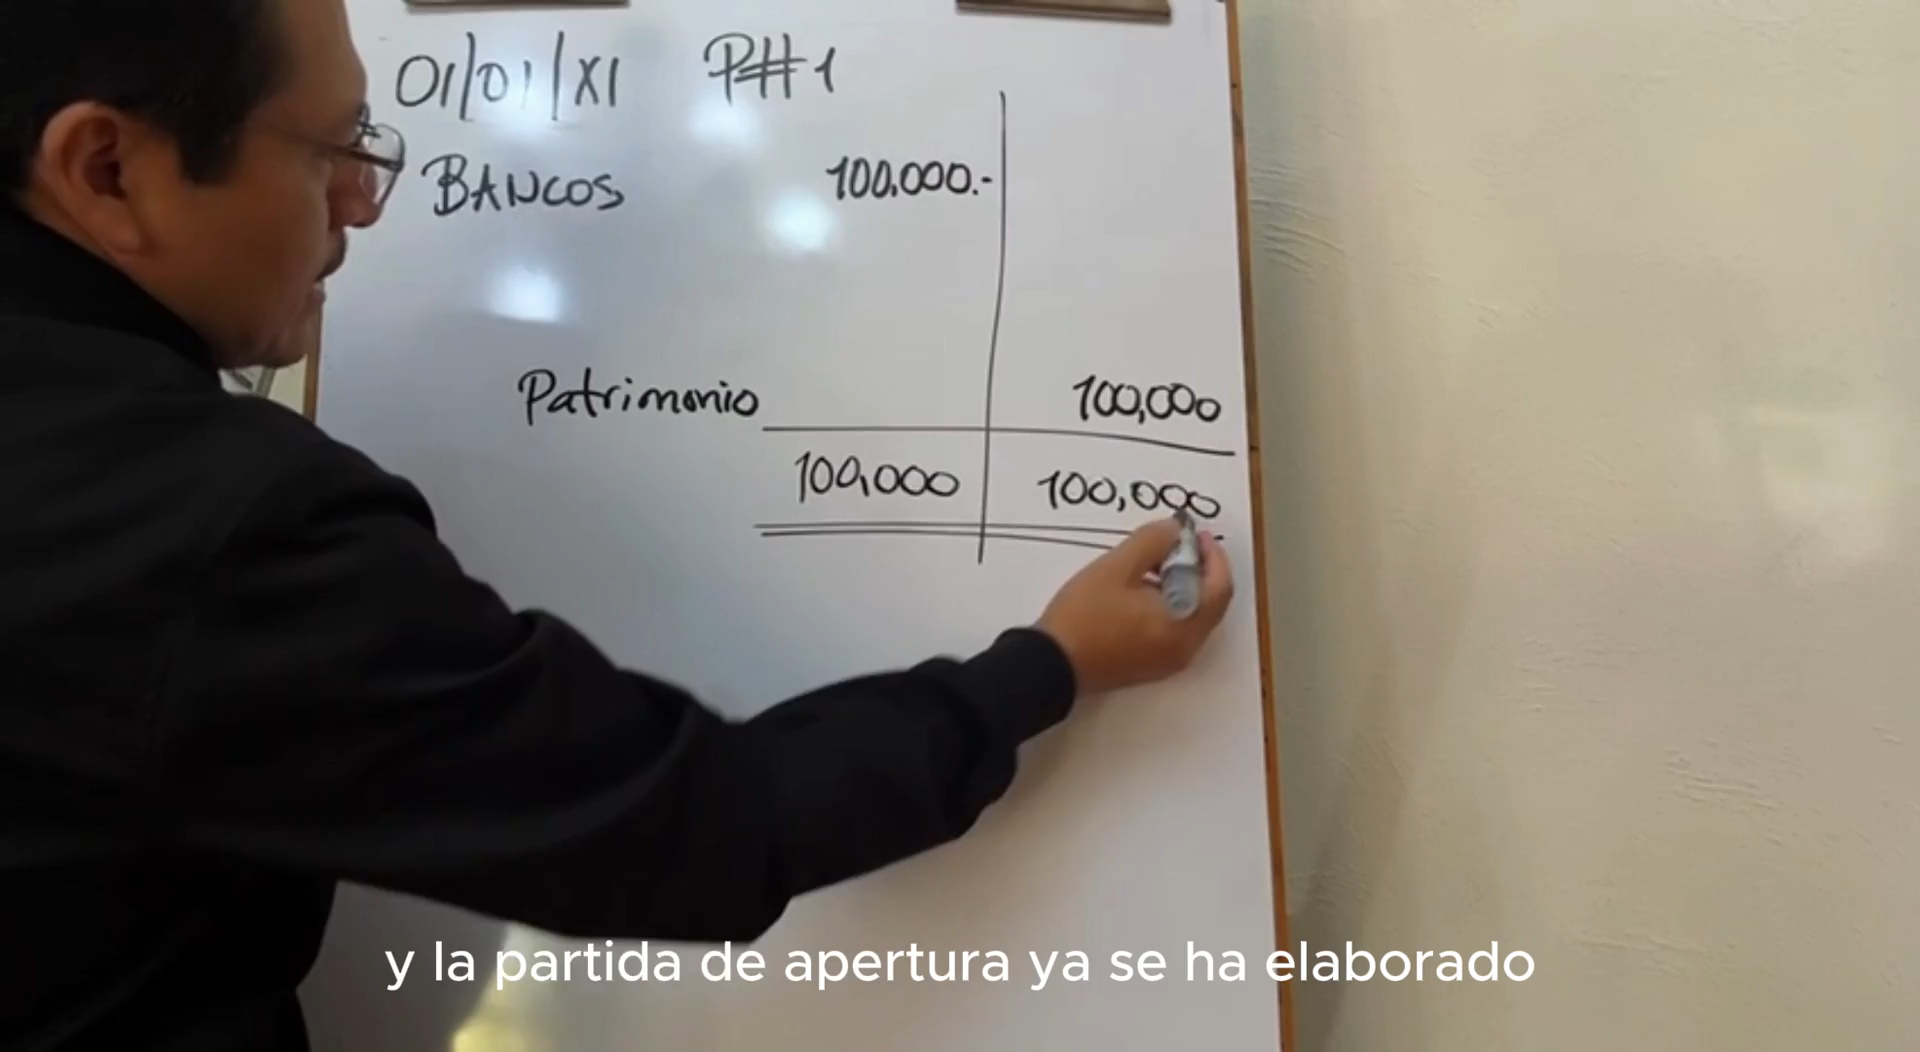 01/01/X1 P#1
BANCOS 100,000.-
Patrimonio 100,000
100,000 100,000
y la partida de apertura ya se ha elaborado